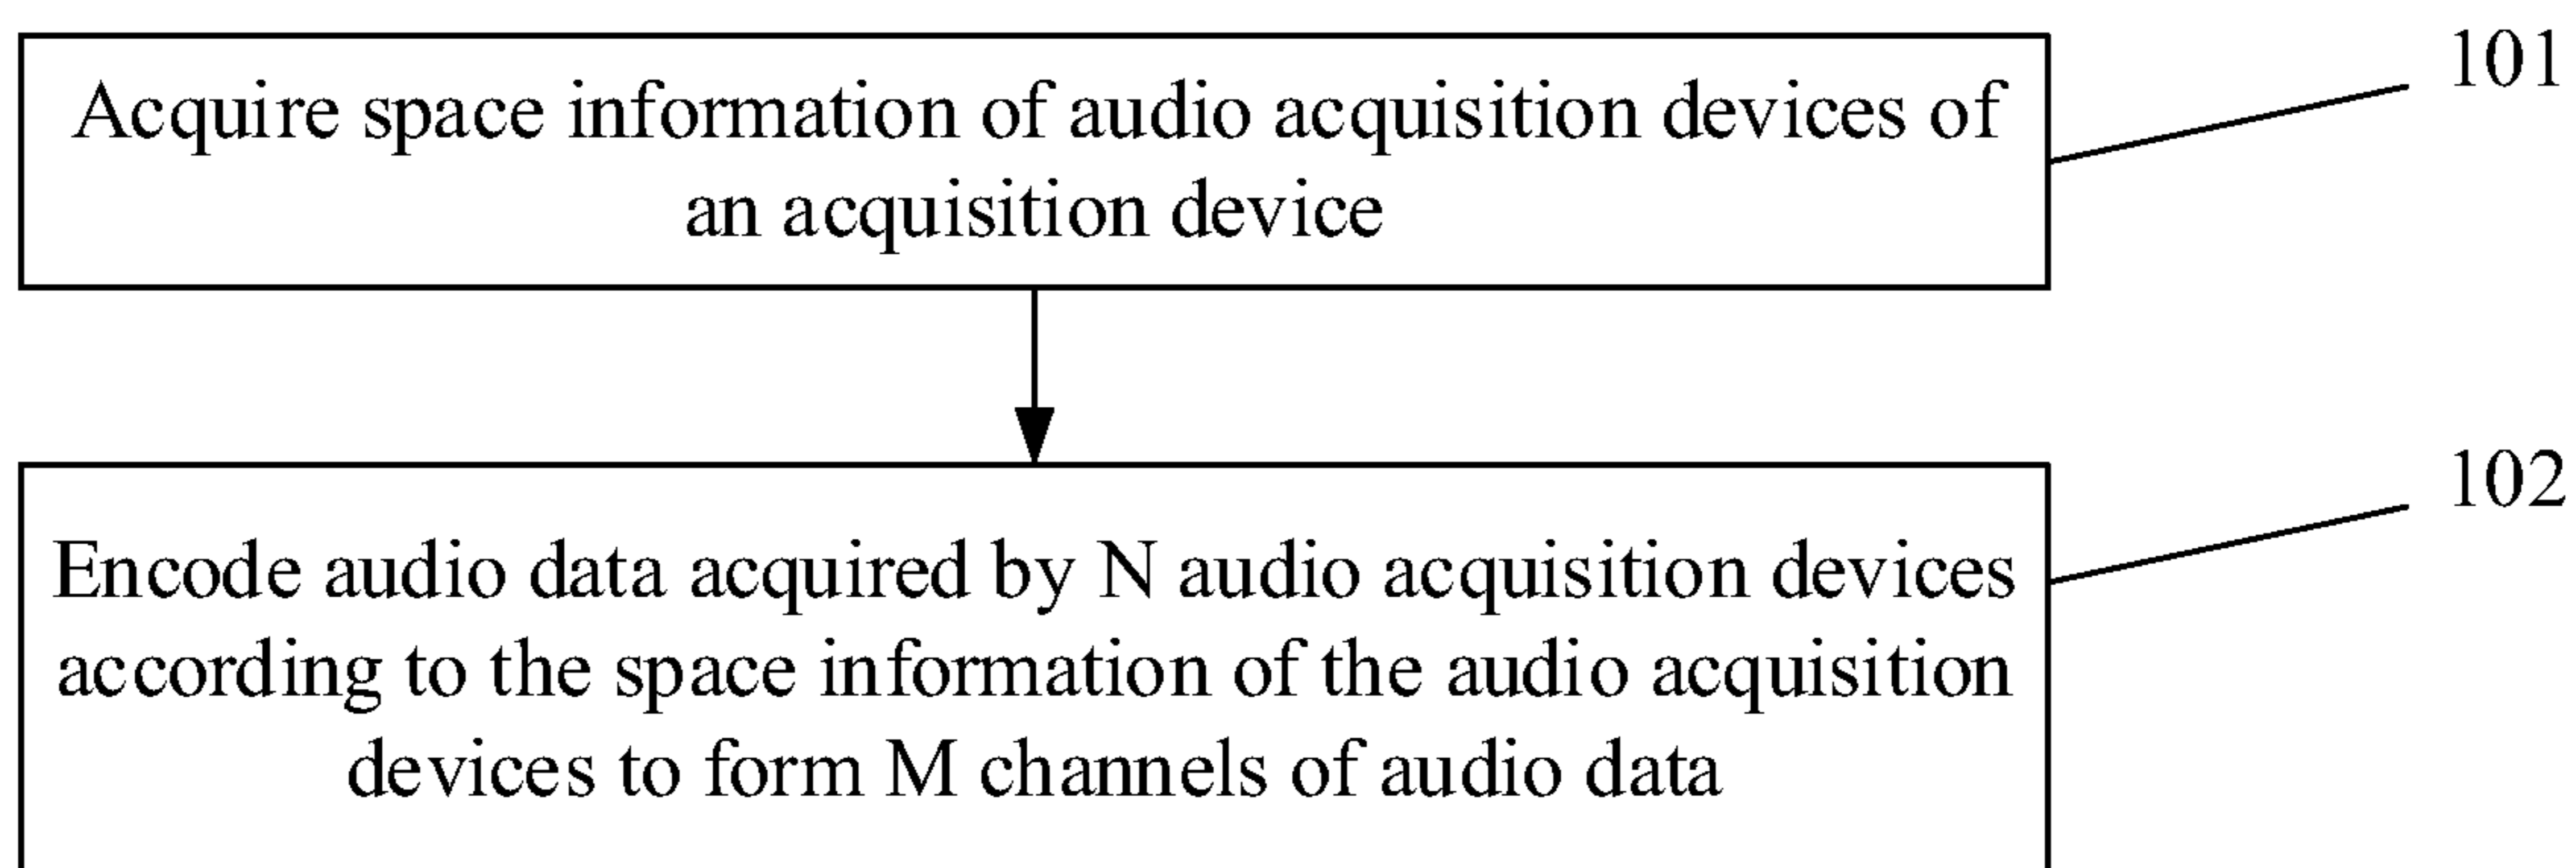 Acquire space information of audio acquisition devices of
an acquisition device
101
Encode audio data acquired by N audio acquisition devices
according to the space information of the audio acquisition
devices to form M channels of audio data
102